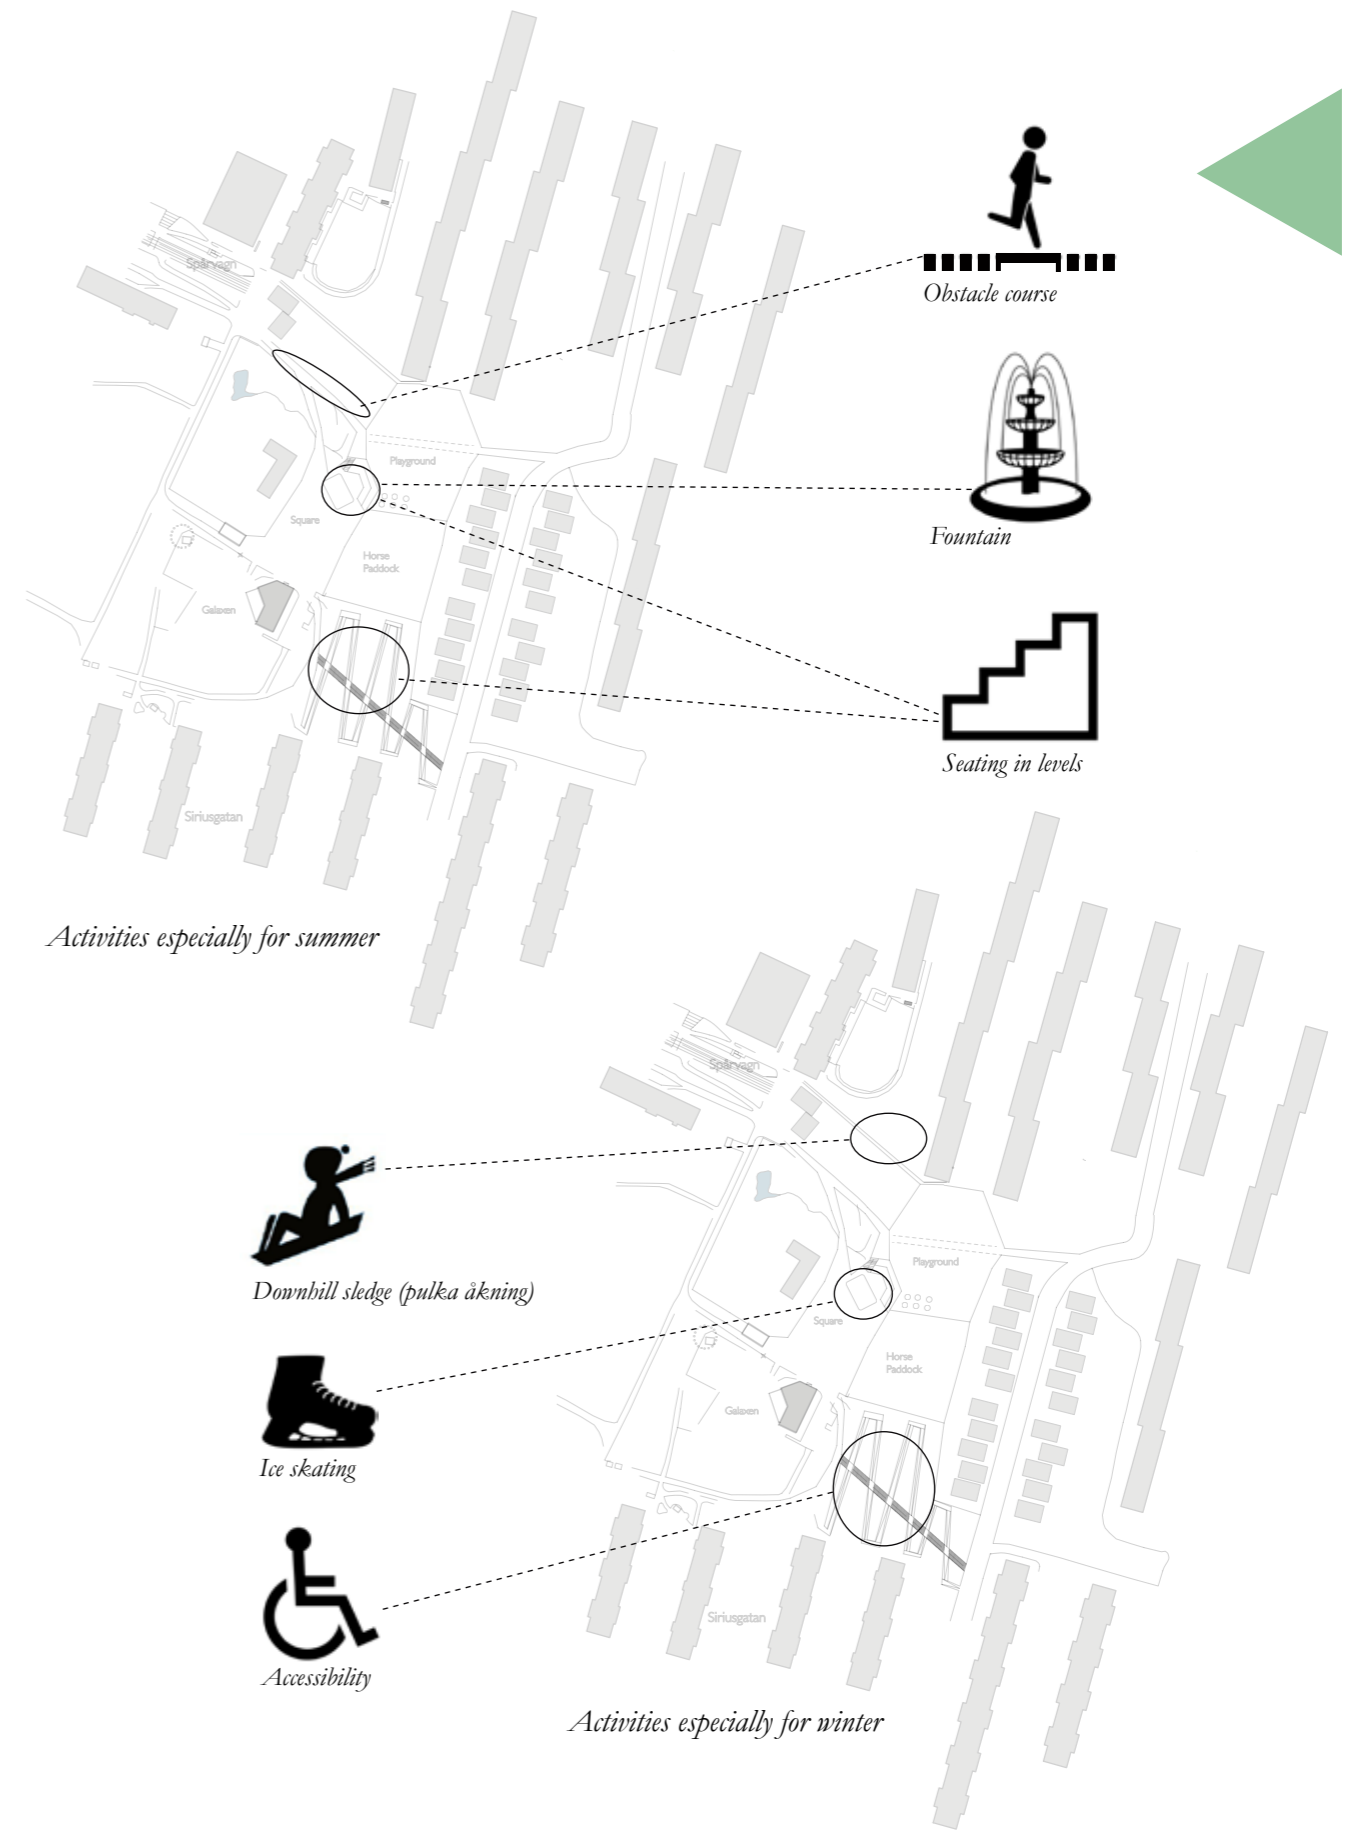 Spårvagn
Obstacle course
Playground
Square
Fountain
Horse
Paddock
Galaxen
Seating in levels
Siriusgatan
Activities especially for summer
Spårvagn
Downhill sledge (pulka åkning)
Playground
Square
Horse
Paddock
Galaxen
Ice skating
Siriusgatan
Accessibility
Activities especially for winter